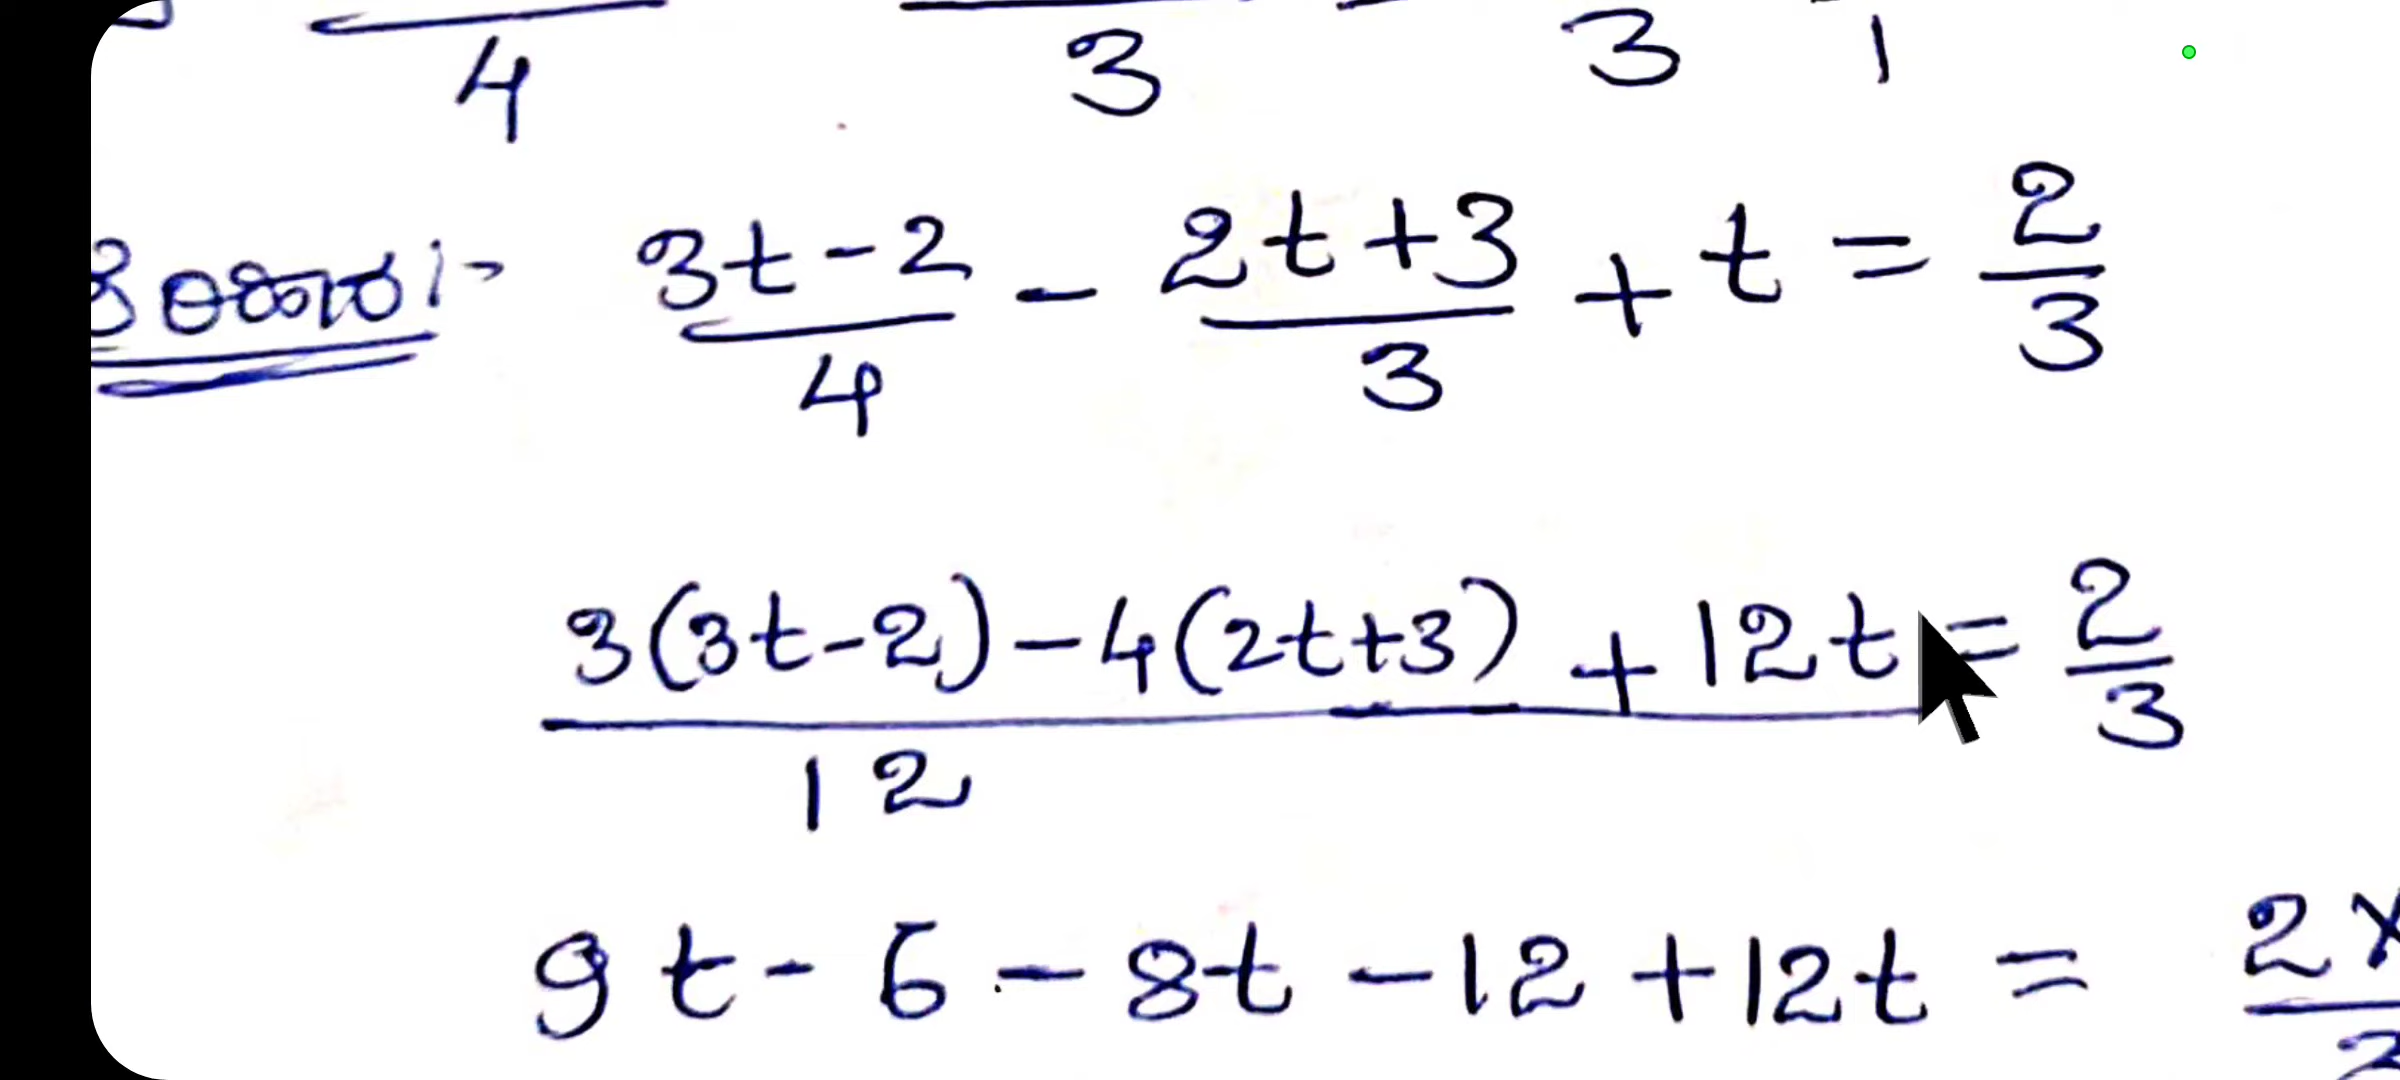 4 3 3 1
(3t-2)/4 - (2t+3)/3 + t = 2/3
(3(3t-2) - 4(2t+3) + 12t)/12 = 2/3
9t - 6 - 8t - 12 + 12t = 2×